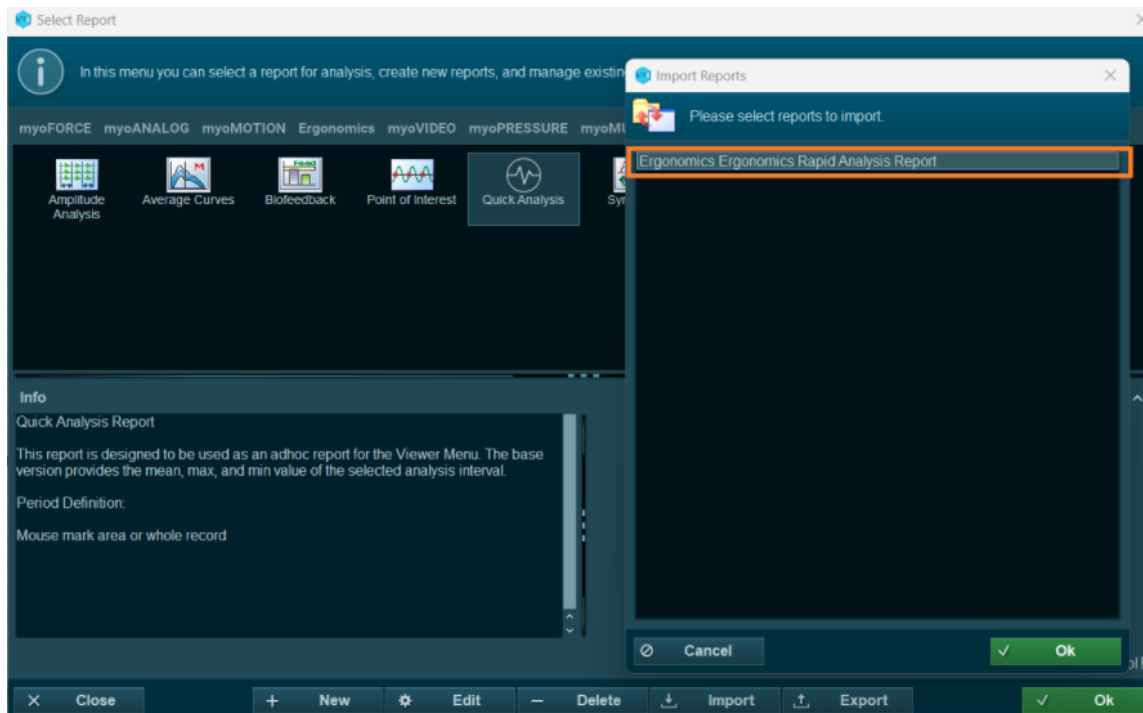 Select Report
In this menu you can select a report for analysis, create new reports, and manage
myoFORCE myoANALOG myoMOTION Ergonomics myoVIDEO myoPRESSURE
Amplitude Analysis
Average Curves
Biofeedback
Point of Interest
Quick Analysis
Import Reports
Please select reports to import.
Ergonomics Ergonomics Rapid Analysis Report
Cancel
Ok
Info
Quick Analysis Report
This report is designed to be used as an adhoc report for the Viewer Menu. The base
version provides the mean, max, and min value of the selected analysis interval.
Period Definition:
Mouse mark area or whole record
Close
New
Edit
Delete
Import
Export
Ok